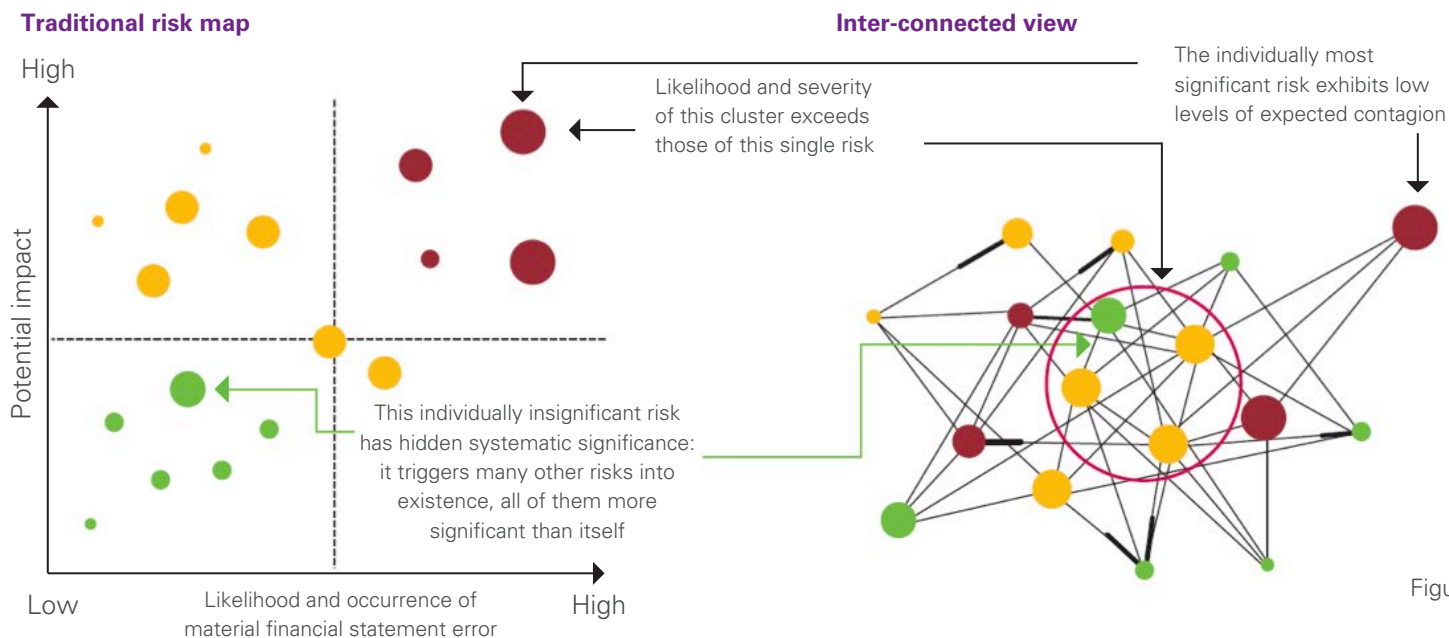 Traditional risk map
High
Potential impact
Low
Likelihood and occurrence of
material financial statement error
High
This individually insignificant risk
has hidden systematic significance:
it triggers many other risks into
existence, all of them more
significant than itself
Likelihood and severity
of this cluster exceeds
those of this single risk
Inter-connected view
The individually most
significant risk exhibits low
levels of expected contagion